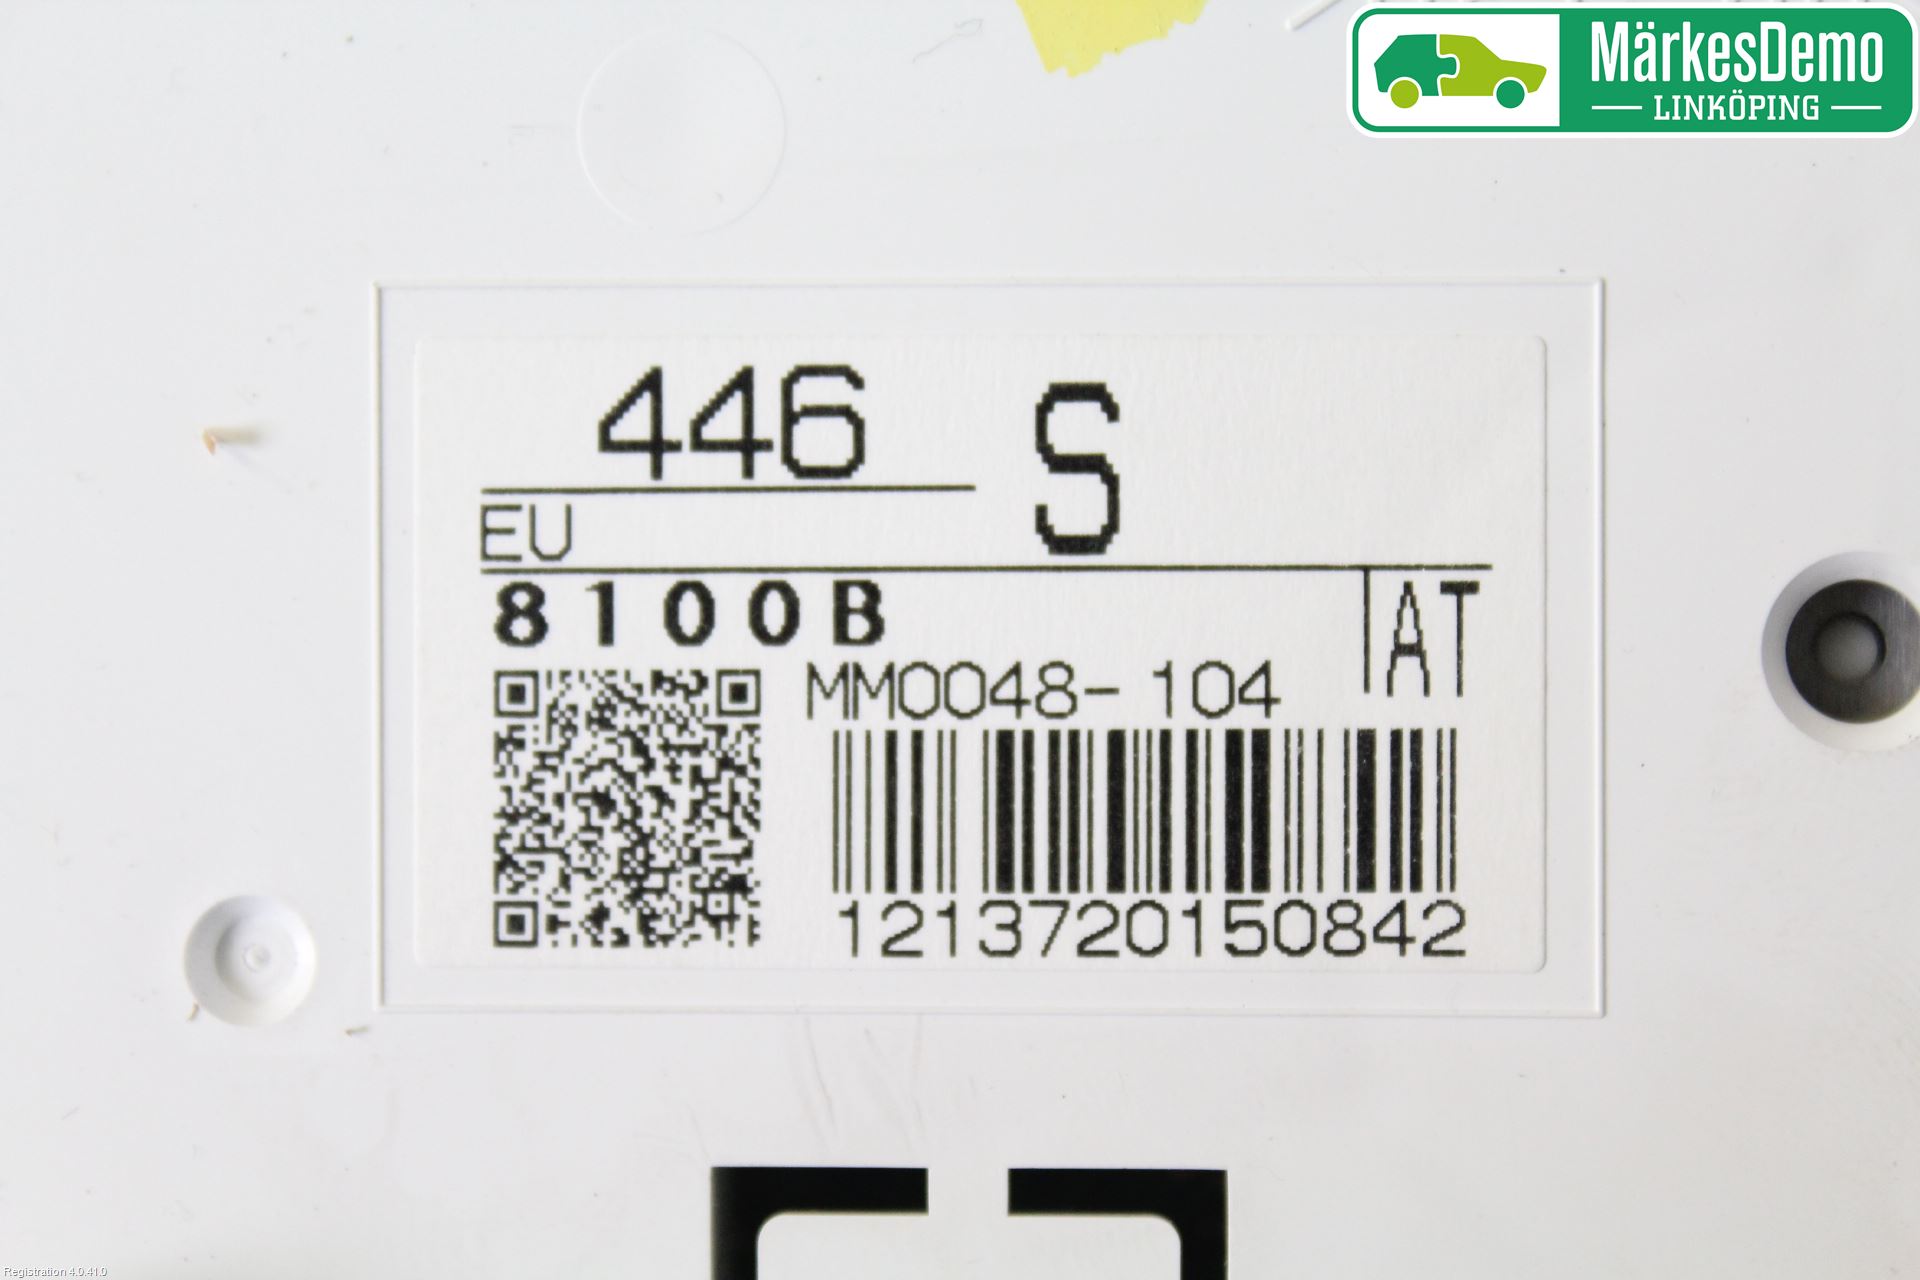 MärkesDemo
LINKÖPING
446 S
EU
8100B
AT
MM0048-104
1213720150842
Registration 4.0.41.0